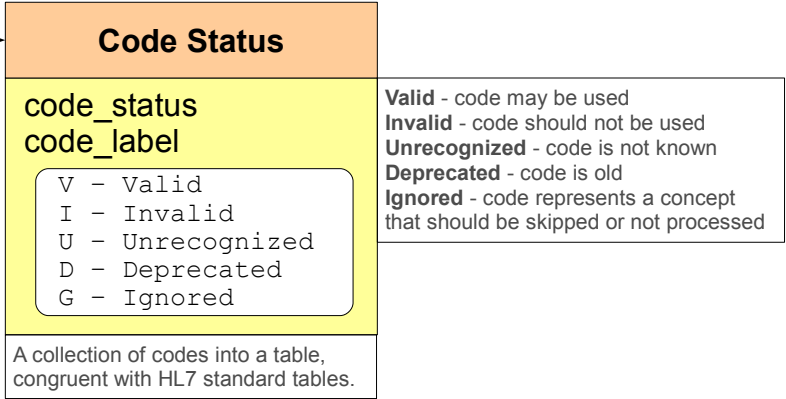 Code Status
code_status
code_label
V – Valid
I – Invalid
U – Unrecognized
D – Deprecated
G – Ignored
A collection of codes into a table,
congruent with HL7 standard tables.
Valid - code may be used
Invalid - code should not be used
Unrecognized - code is not known
Deprecated - code is old
Ignored - code represents a concept
that should be skipped or not processed